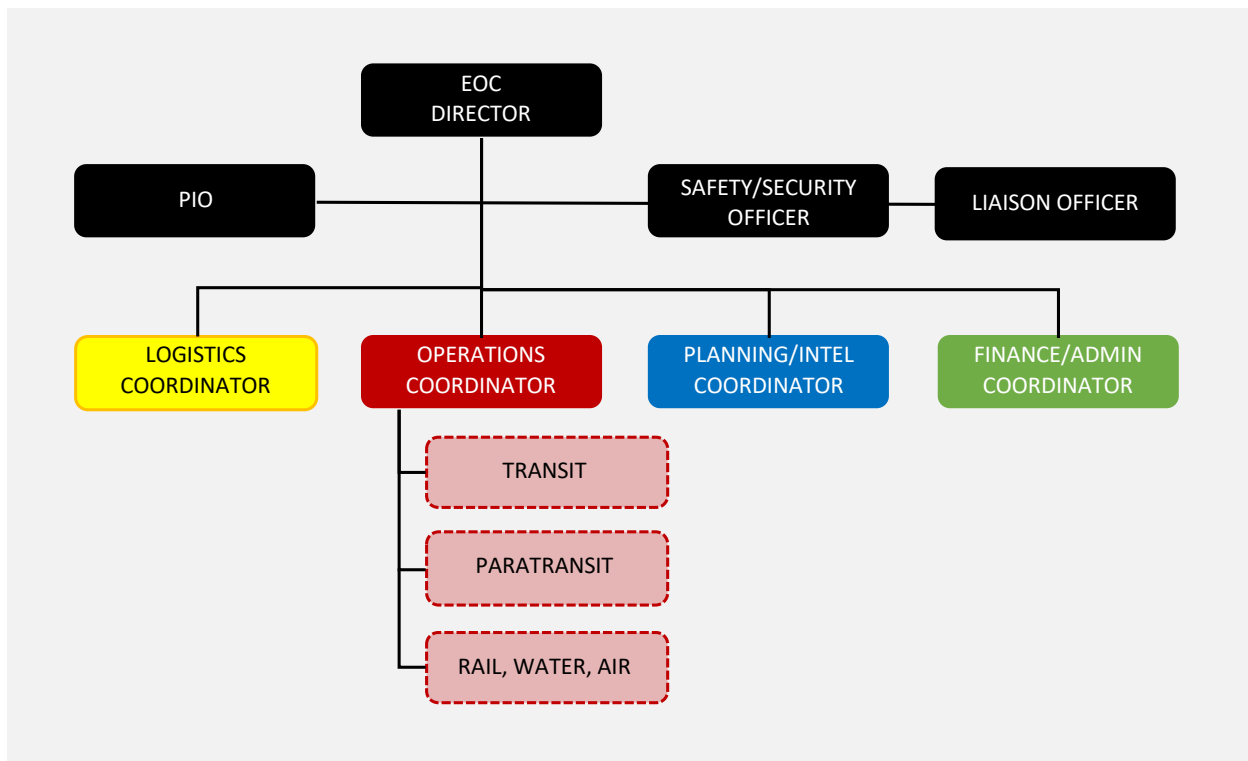 EOC
DIRECTOR
PIO
SAFETY/SECURITY
OFFICER
LIAISON OFFICER
LOGISTICS
COORDINATOR
OPERATIONS
COORDINATOR
PLANNING/INTEL
COORDINATOR
FINANCE/ADMIN
COORDINATOR
TRANSIT
PARATRANSIT
RAIL, WATER, AIR